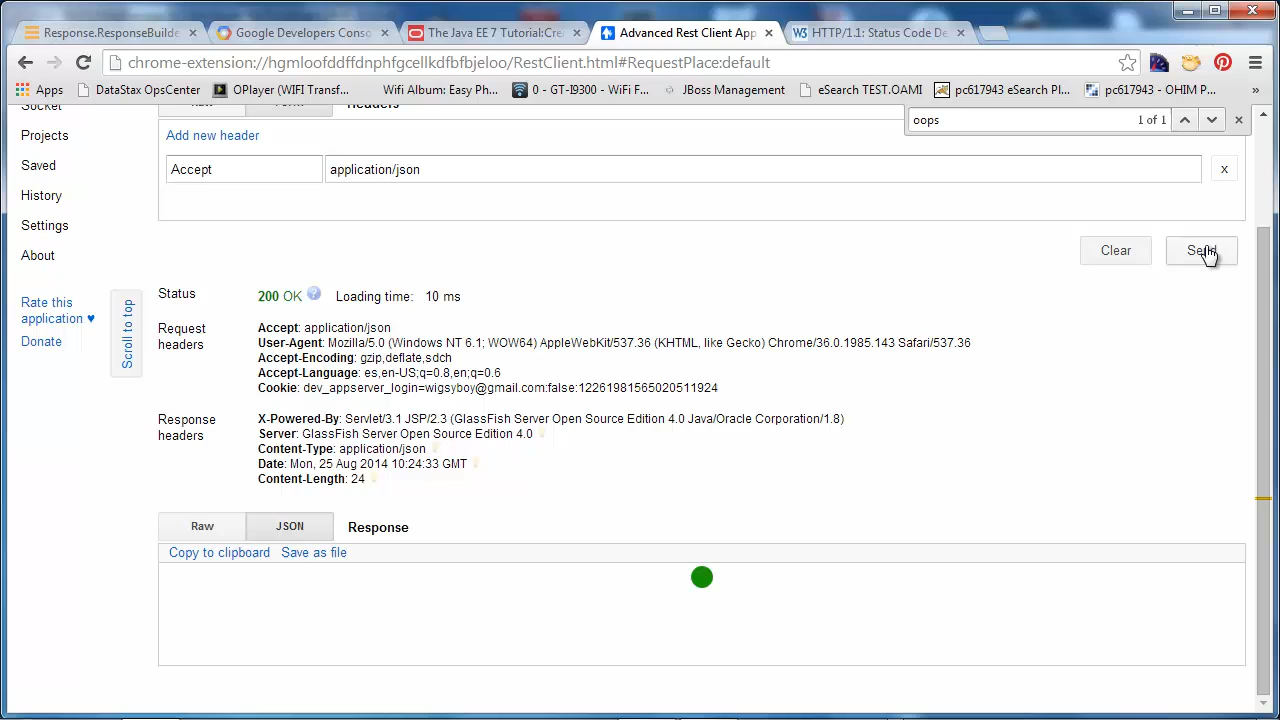 Response.ResponseBuilde
Google Developers Conso
The Java EE 7 Tutorial:Cre
Advanced Rest Client App
HTTP/1.1: Status Code De
chrome-extension://hgmloofddffdnphfgcellkdfbfbjeloo/RestClient.html#RequestPlace:default
Apps
DataStax OpsCenter
OPlayer (WIFI Transf...
Wifi Album: Easy Ph...
0 - GT-I9300 - WiFi F...
JBoss Management
eSearch TEST.OAMI
pc617943 eSearch Pl...
pc617943 - OHIM P...
»
oops
1 of 1
Socket
Headers
Projects
Add new header
Saved
Accept
application/json
x
History
Settings
About
Clear
Send
Rate this
application ♥
Donate
Scroll to top
Status
200 OK
Loading time: 10 ms
Request
headers
Accept: application/json
User-Agent: Mozilla/5.0 (Windows NT 6.1; WOW64) AppleWebKit/537.36 (KHTML, like Gecko) Chrome/36.0.1985.143 Safari/537.36
Accept-Encoding: gzip,deflate,sdch
Accept-Language: es,en-US;q=0.8,en;q=0.6
Cookie: dev_appserver_login=wigsyboy@gmail.com:false:12261981565020511924
Response
headers
X-Powered-By: Servlet/3.1 JSP/2.3 (GlassFish Server Open Source Edition 4.0 Java/Oracle Corporation/1.8)
Server: GlassFish Server Open Source Edition 4.0
Content-Type: application/json
Date: Mon, 25 Aug 2014 10:24:33 GMT
Content-Length: 24
Raw
JSON
Response
Copy to clipboard
Save as file